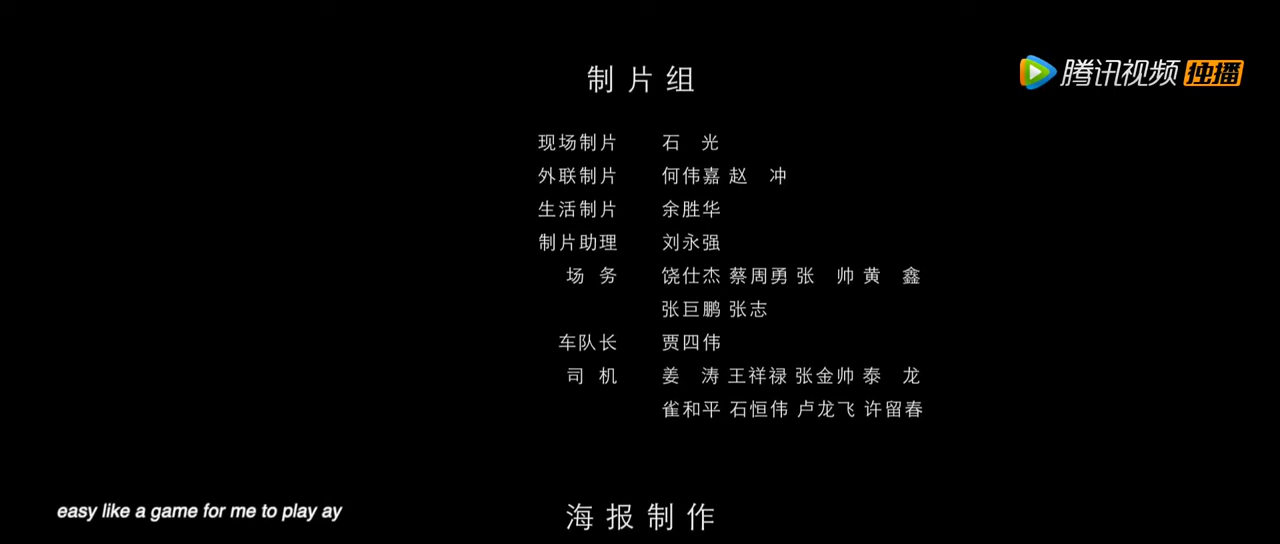 制片组
腾讯视频 独播
现场制片 石 光
外联制片 何伟嘉 赵 冲
生活制片 余胜华
制片助理 刘永强
场 务 饶仕杰 蔡周勇 张 帅 黄 鑫
张巨鹏 张志
车队长 贾四伟
司 机 姜 涛 王祥禄 张金帅 泰 龙
雀和平 石恒伟 卢龙飞 许留春
easy like a game for me to play ay
海报制作